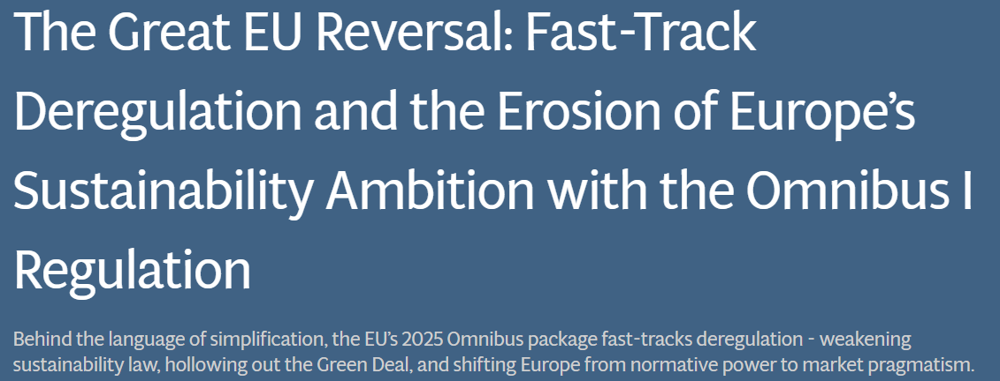 The Great EU Reversal: Fast-Track
Deregulation and the Erosion of Europe’s
Sustainability Ambition with the Omnibus I
Regulation
Behind the language of simplification, the EU’s 2025 Omnibus package fast-tracks deregulation - weakening
sustainability law, hollowing out the Green Deal, and shifting Europe from normative power to market pragmatism.